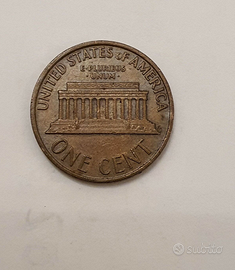 UNITED STATES OF AMERICA
E·PLURIBUS
·UNUM·
ONE CENT